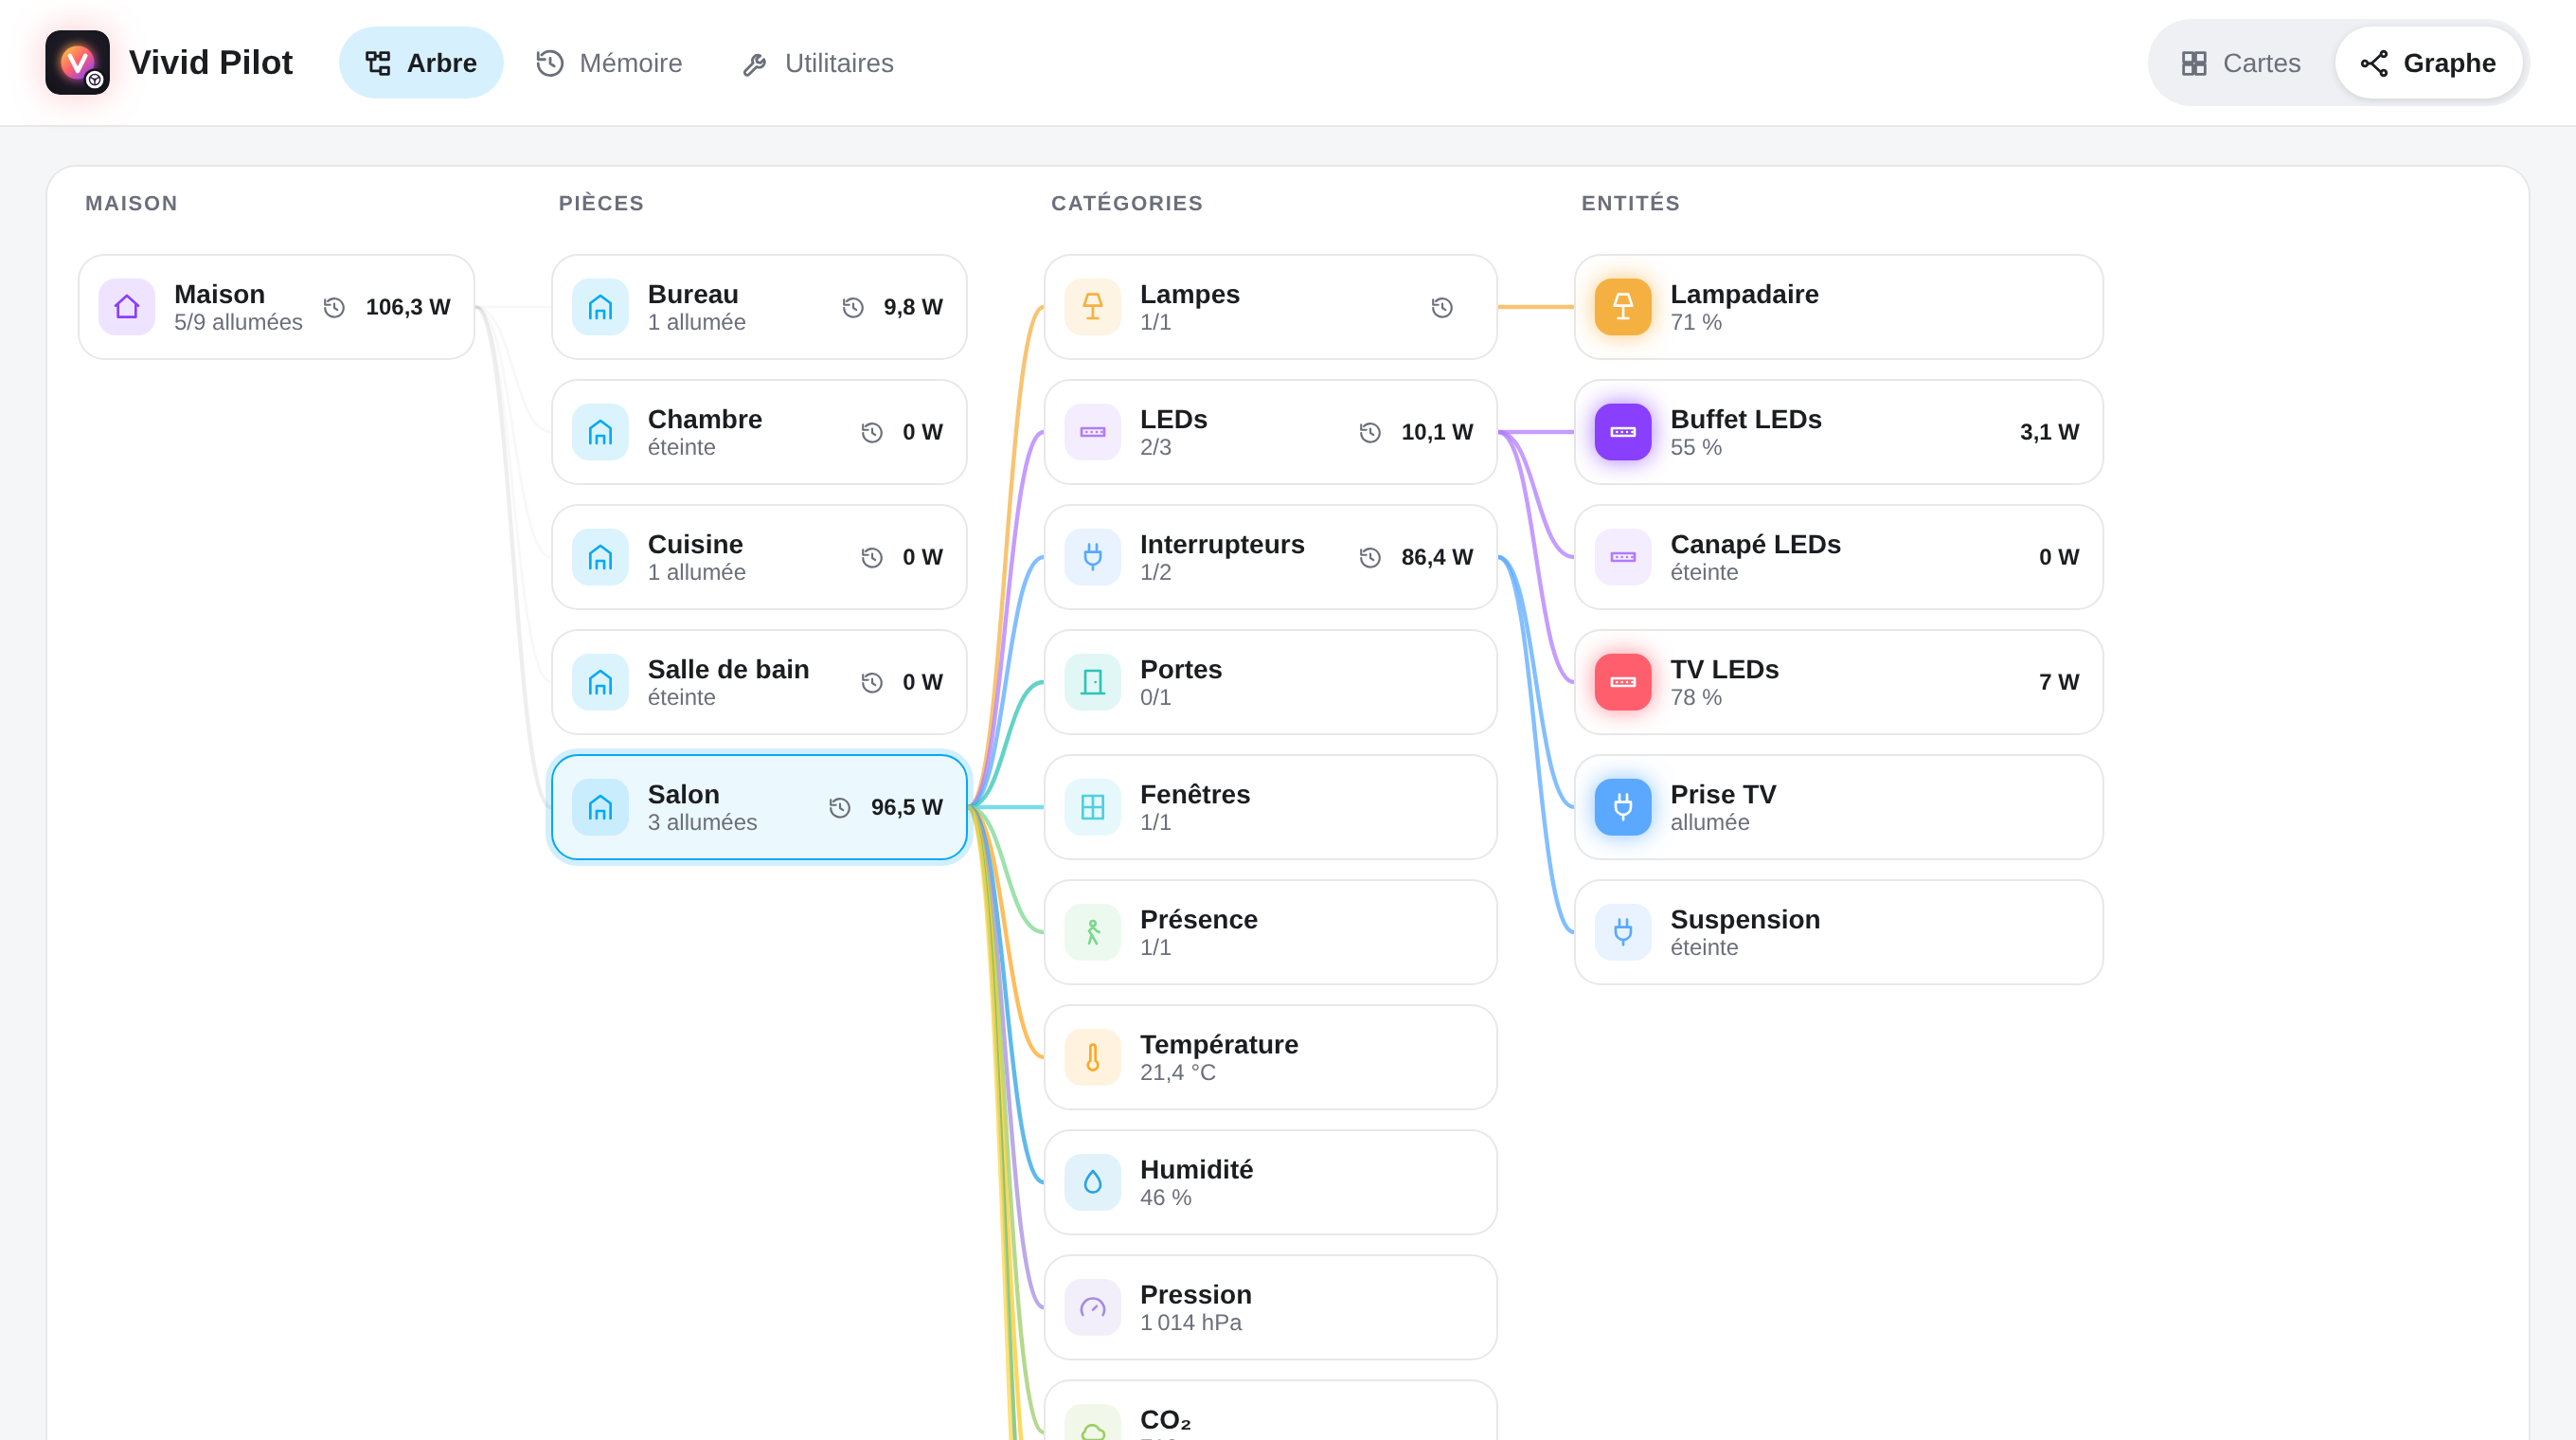 Vivid Pilot
Arbre
Mémoire
Utilitaires
Cartes
Graphe
MAISON
PIÈCES
CATÉGORIES
ENTITÉS
Maison
5/9 allumées
106,3 W
Bureau
1 allumée
9,8 W
Chambre
éteinte
0 W
Cuisine
1 allumée
0 W
Salle de bain
éteinte
0 W
Salon
3 allumées
96,5 W
Lampes
1/1
LEDs
2/3
10,1 W
Interrupteurs
1/2
86,4 W
Portes
0/1
Fenêtres
1/1
Présence
1/1
Température
21,4 °C
Humidité
46 %
Pression
1 014 hPa
CO₂
Lampadaire
71 %
Buffet LEDs
55 %
3,1 W
Canapé LEDs
éteinte
0 W
TV LEDs
78 %
7 W
Prise TV
allumée
Suspension
éteinte